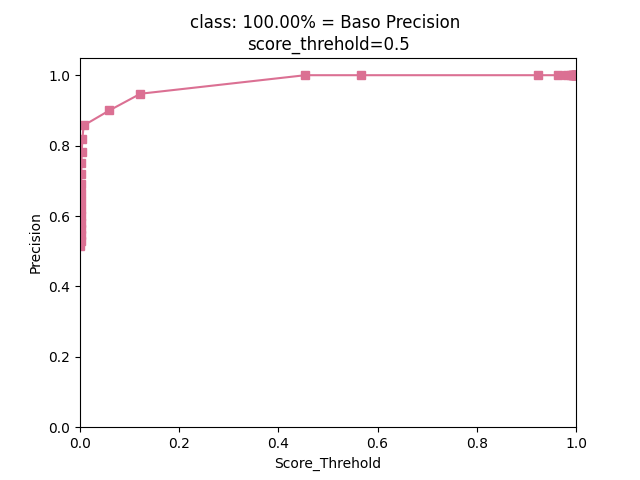 class: 100.00% = Baso Precision
score_threhold=0.5
1.0
0.8
0.6
0.4
0.2
0.0
Precision
0.0 0.2 0.4 0.6 0.8 1.0
Score_Threhold